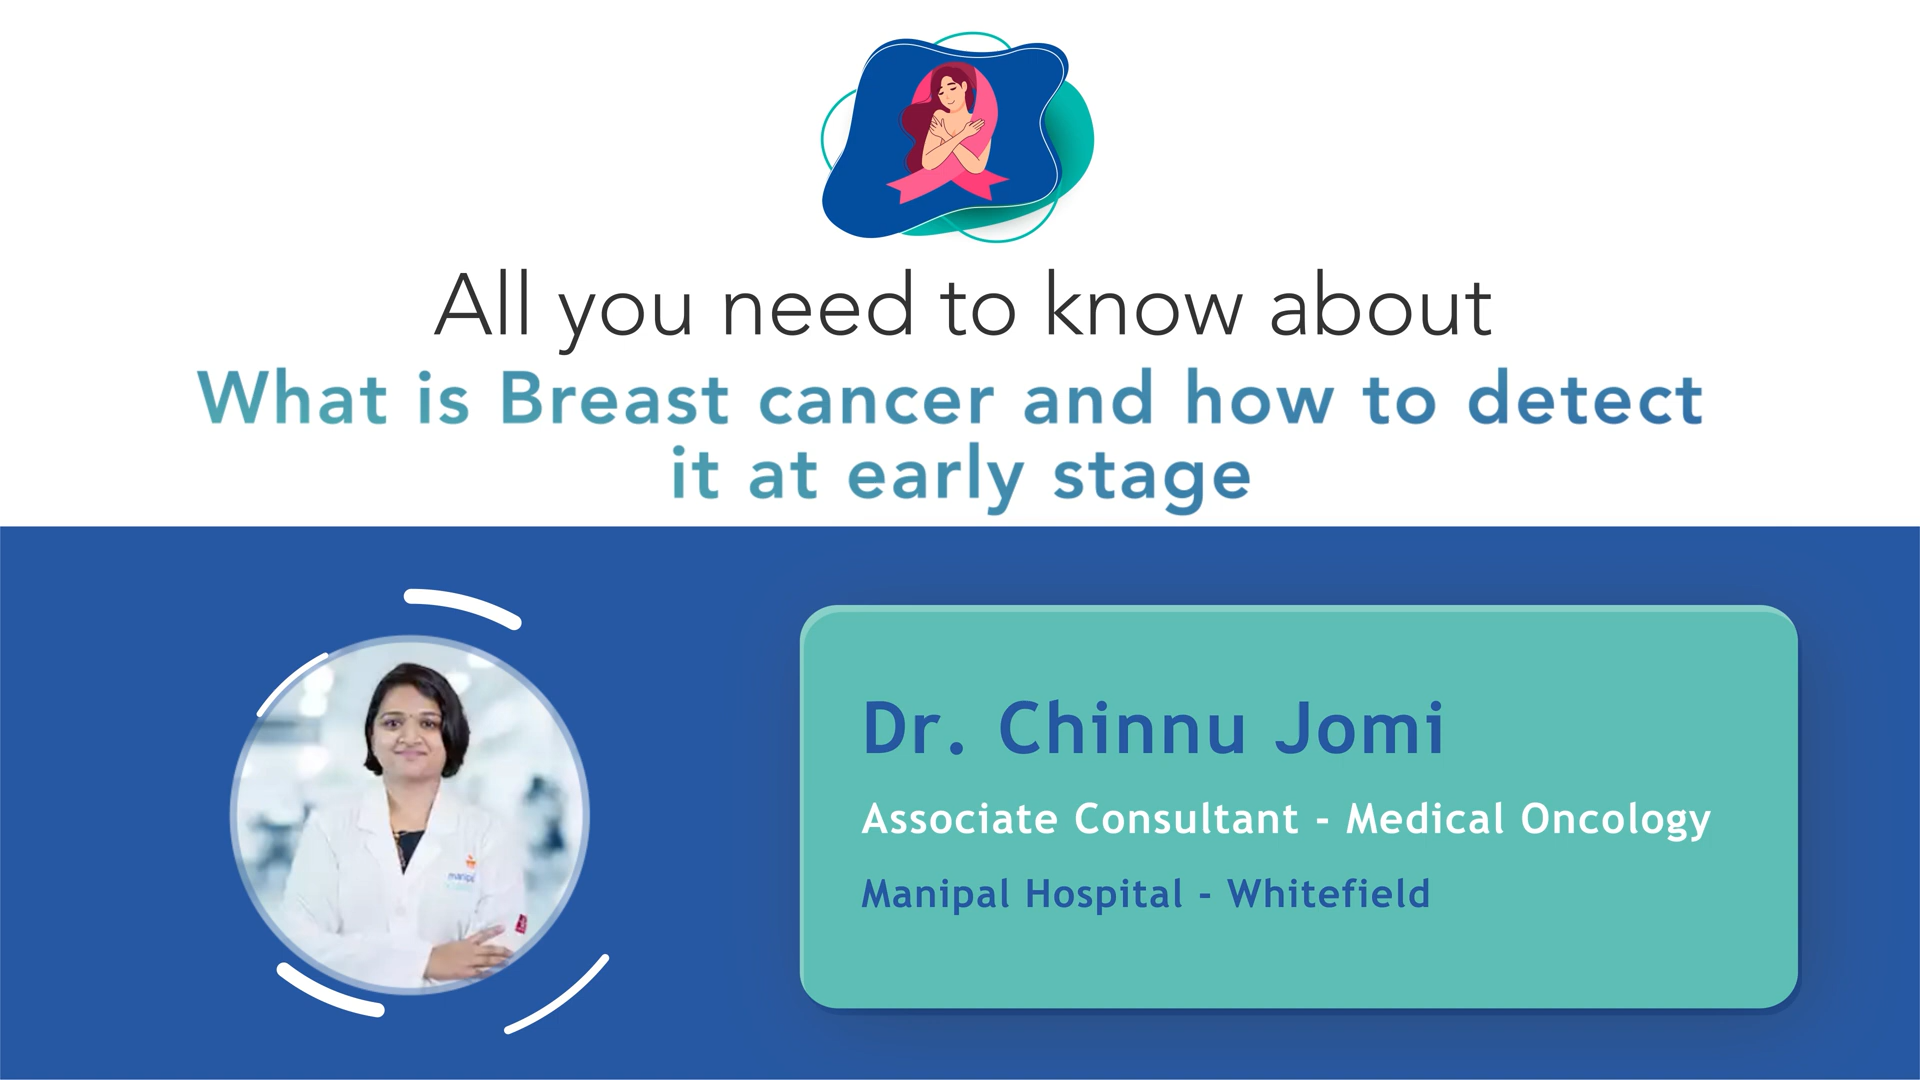 All you need to know about
What is Breast cancer and how to detect
it at early stage
Dr. Chinnu Jomi
Associate Consultant - Medical Oncology
Manipal Hospital - Whitefield